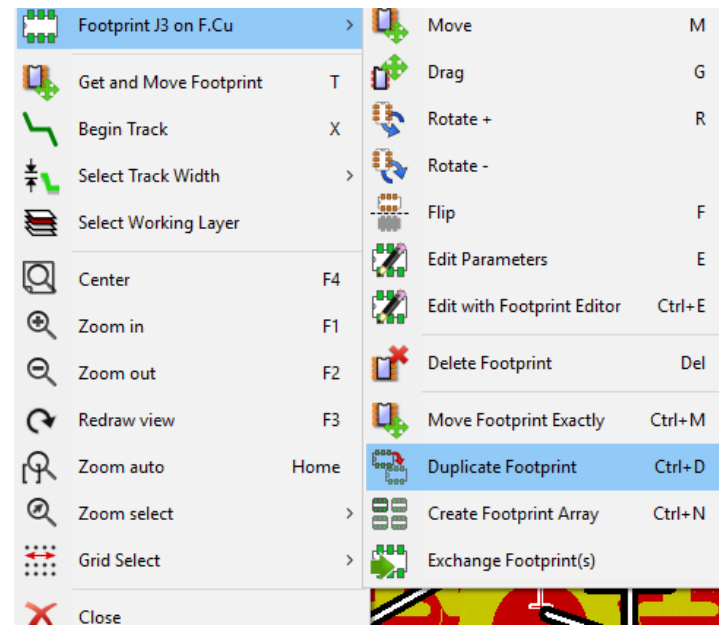 Footprint J3 on F.Cu >
Get and Move Footprint T
Begin Track X
Select Track Width >
Select Working Layer
Center F4
Zoom in F1
Zoom out F2
Redraw view F3
Zoom auto Home
Zoom select >
Grid Select >
Close
Move M
Drag G
Rotate + R
Rotate -
Flip F
Edit Parameters E
Edit with Footprint Editor Ctrl+E
Delete Footprint Del
Move Footprint Exactly Ctrl+M
Duplicate Footprint Ctrl+D
Create Footprint Array Ctrl+N
Exchange Footprint(s)